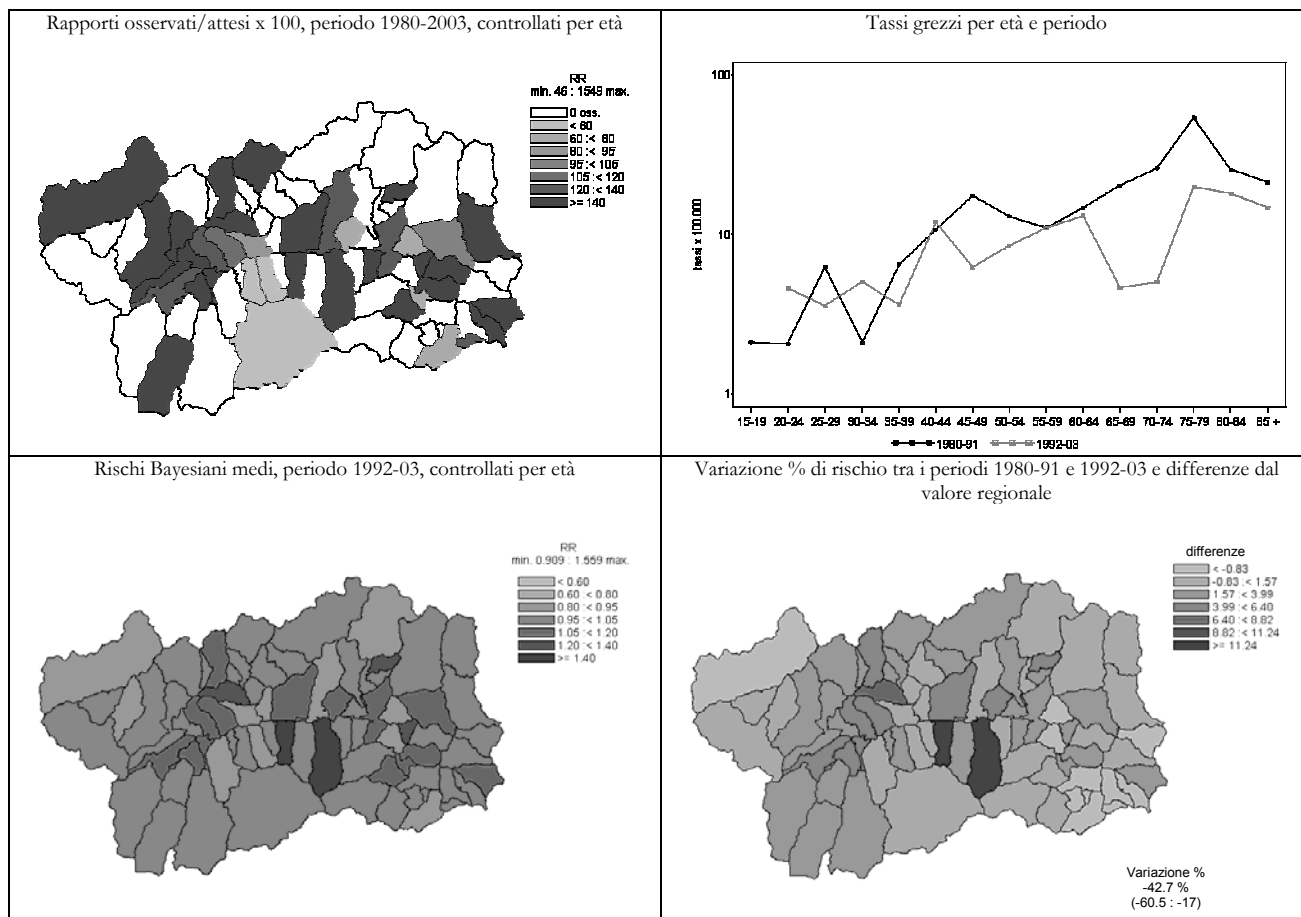 Rapporti osservati/attesi x 100, periodo 1980-2003, controllati per età
RR
min. 46 : 1549 max.
0 oss.
< 60
60 :< 80
80 :< 95
95 :< 105
105 :< 120
120 :< 140
>= 140
Tassi grezzi per età e periodo
tassi x 100.000
100
10
1
15-19 20-24 25-29 30-34 35-39 40-44 45-49 50-54 55-59 60-64 65-69 70-74 75-79 80-84 85 +
1980-91 1992-03
Rischi Bayesiani medi, periodo 1992-03, controllati per età
RR
min. 0.909 : 1.559 max.
< 0.60
0.60 :< 0.80
0.80 :< 0.95
0.95 :< 1.05
1.05 :< 1.20
1.20 :< 1.40
>= 1.40
Variazione % di rischio tra i periodi 1980-91 e 1992-03 e differenze dal
valore regionale
differenze
< -0.83
-0.83 :< 1.57
1.57 :< 3.99
3.99 :< 6.40
6.40 :< 8.82
8.82 :< 11.24
>= 11.24
Variazione %
-42.7 %
(-60.5 : -17)